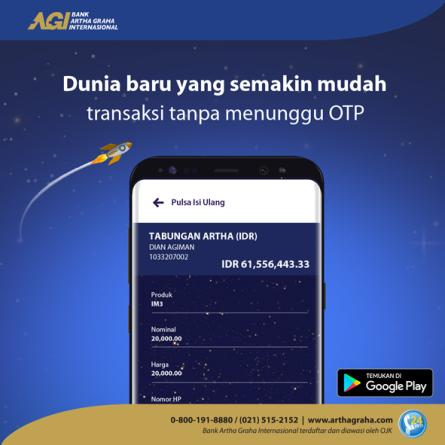 AGI BANK
ARTHA GRAHA
INTERNASIONAL
Dunia baru yang semakin mudah
transaksi tanpa menunggu OTP
Pulsa Isi Ulang
TABUNGAN ARTHA (IDR)
DIAN AGIMAN
1033207002
IDR 61,556,443.33
Produk
IM3
Nominal
20,000.00
Harga
20,000.00
Nomor HP
TEMUKAN DI
Google Play
0-800-191-8880 / (021) 515-2152 | www.arthagraha.com
Bank Artha Graha Internasional terdaftar dan diawasi oleh OJK
24